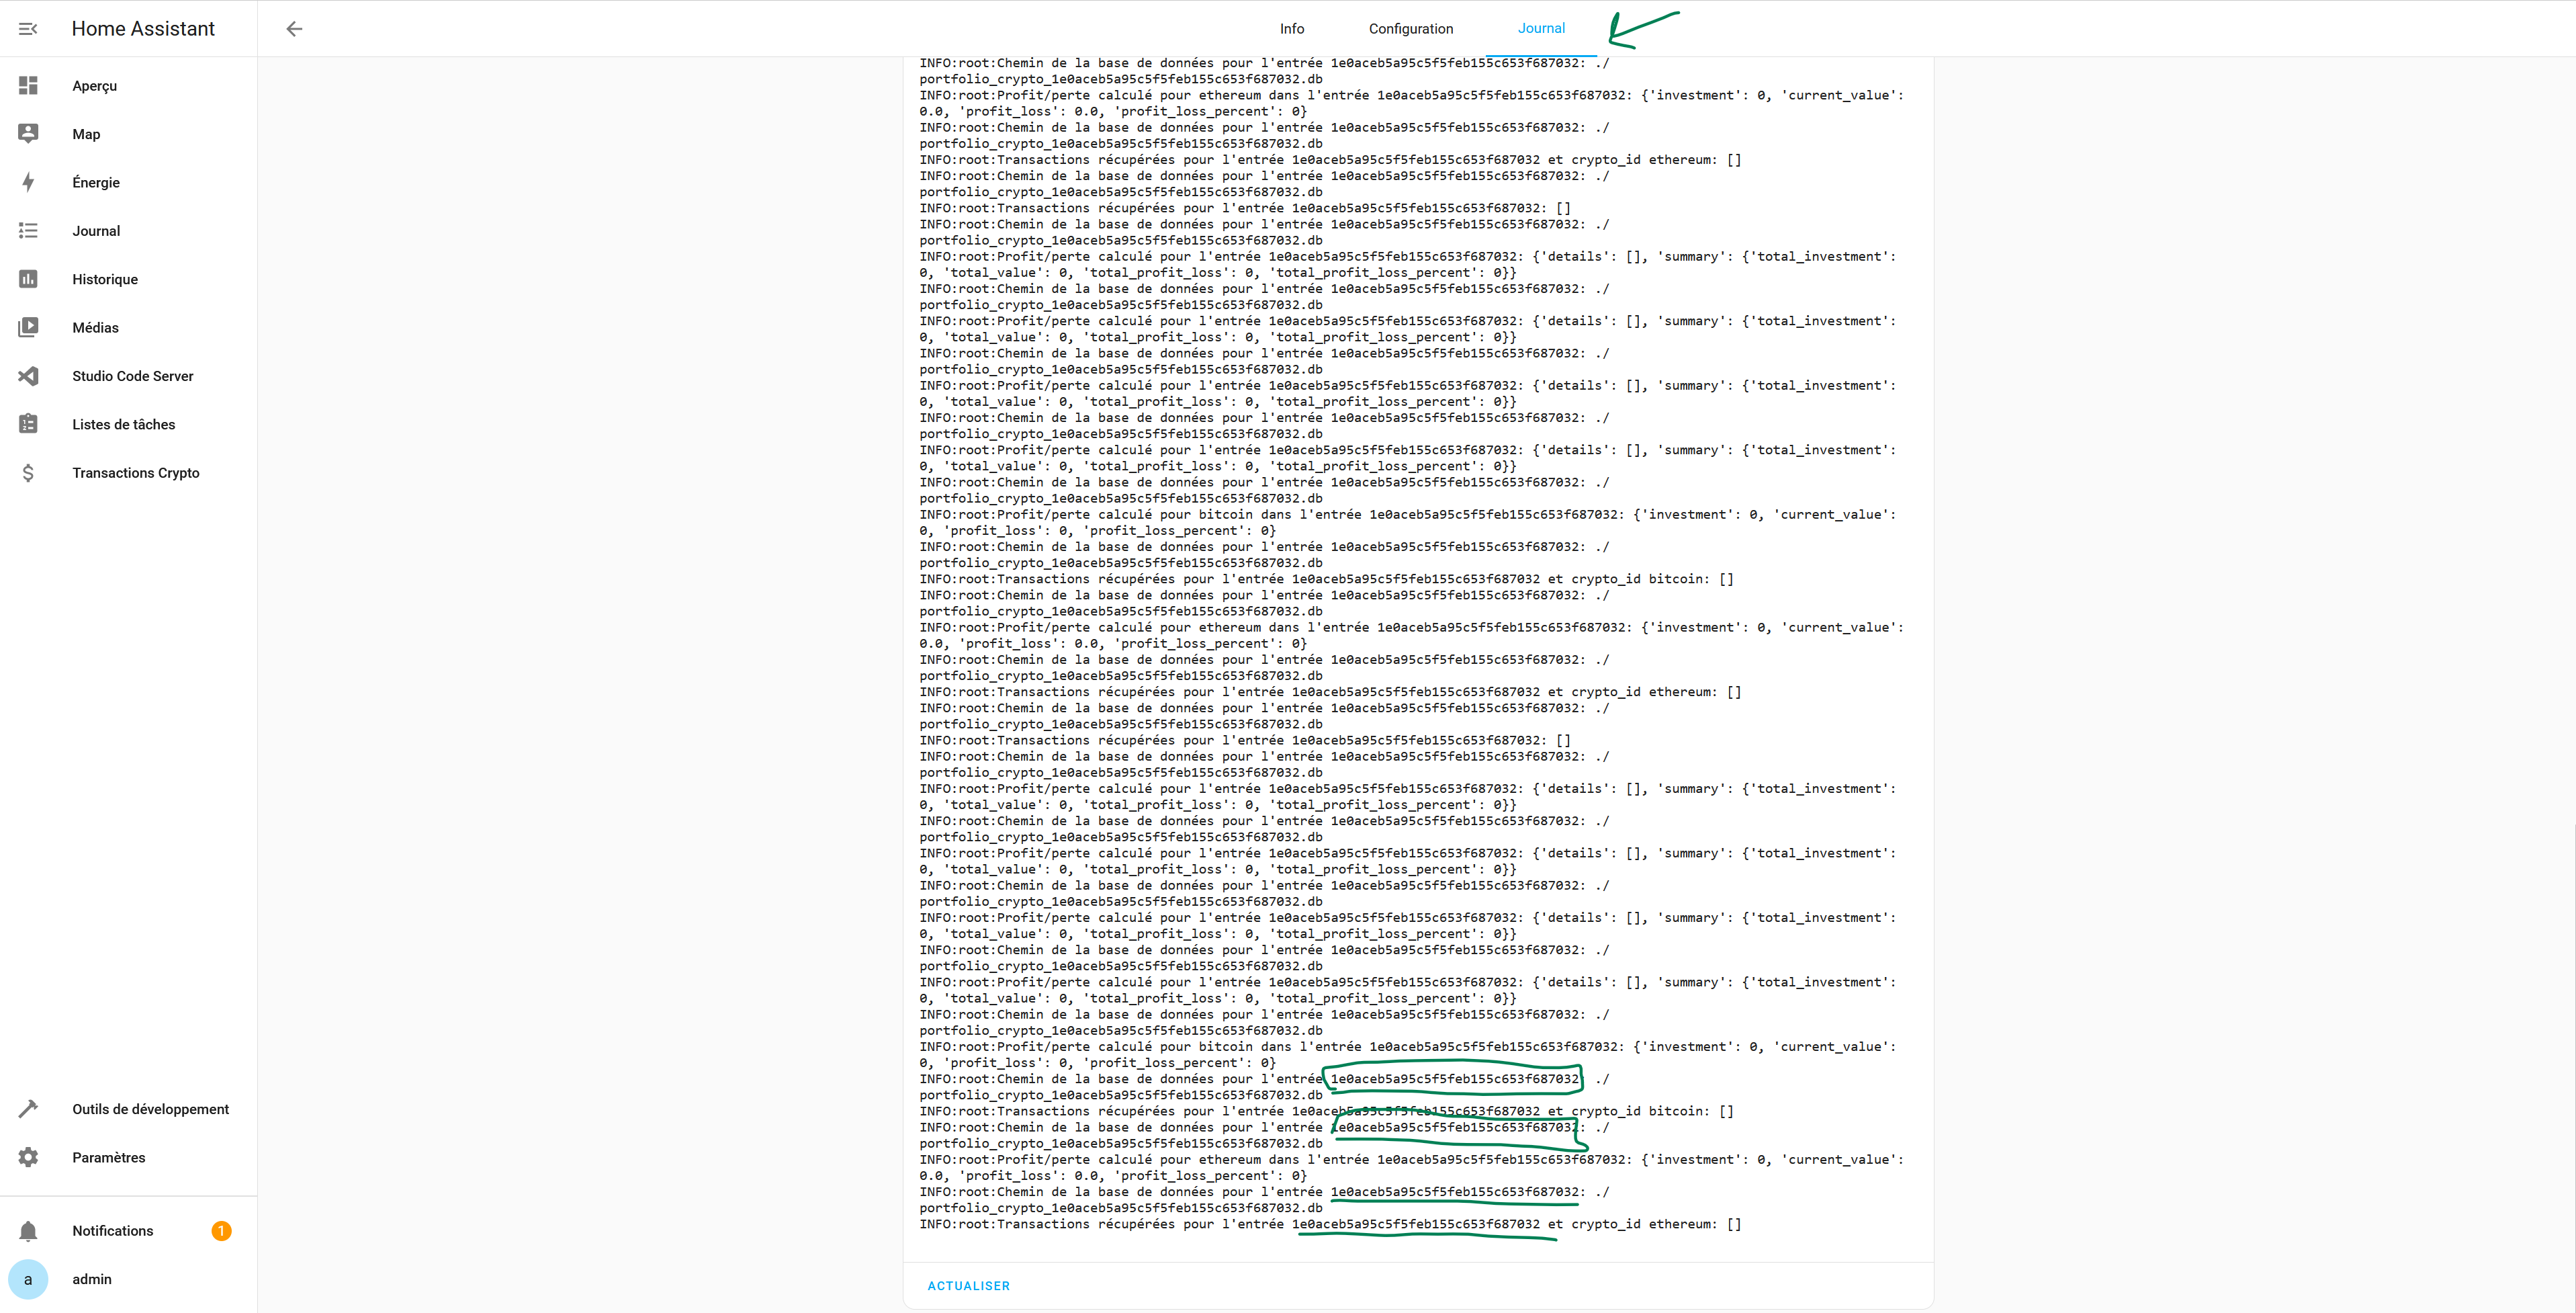 Home Assistant
Info
Configuration
Journal
Aperçu
Map
Énergie
Journal
Historique
Médias
Studio Code Server
Listes de tâches
Transactions Crypto
Outils de développement
Paramètres
Notifications
1
a
admin
INFO:root:Chemin de la base de données pour l'entrée 1e0aceb5a95c5f5feb155c653f687032: ./
portfolio_crypto_1e0aceb5a95c5f5feb155c653f687032.db
INFO:root:Profit/perte calculé pour ethereum dans l'entrée 1e0aceb5a95c5f5feb155c653f687032: {'investment': 0, 'current_value':
0.0, 'profit_loss': 0.0, 'profit_loss_percent': 0}
INFO:root:Chemin de la base de données pour l'entrée 1e0aceb5a95c5f5feb155c653f687032: ./
portfolio_crypto_1e0aceb5a95c5f5feb155c653f687032.db
INFO:root:Transactions récupérées pour l'entrée 1e0aceb5a95c5f5feb155c653f687032 et crypto_id ethereum: []
INFO:root:Chemin de la base de données pour l'entrée 1e0aceb5a95c5f5feb155c653f687032: ./
portfolio_crypto_1e0aceb5a95c5f5feb155c653f687032.db
INFO:root:Transactions récupérées pour l'entrée 1e0aceb5a95c5f5feb155c653f687032: []
INFO:root:Chemin de la base de données pour l'entrée 1e0aceb5a95c5f5feb155c653f687032: ./
portfolio_crypto_1e0aceb5a95c5f5feb155c653f687032.db
INFO:root:Profit/perte calculé pour l'entrée 1e0aceb5a95c5f5feb155c653f687032: {'details': [], 'summary': {'total_investment':
0, 'total_value': 0, 'total_profit_loss': 0, 'total_profit_loss_percent': 0}}
INFO:root:Chemin de la base de données pour l'entrée 1e0aceb5a95c5f5feb155c653f687032: ./
portfolio_crypto_1e0aceb5a95c5f5feb155c653f687032.db
INFO:root:Profit/perte calculé pour l'entrée 1e0aceb5a95c5f5feb155c653f687032: {'details': [], 'summary': {'total_investment':
0, 'total_value': 0, 'total_profit_loss': 0, 'total_profit_loss_percent': 0}}
INFO:root:Chemin de la base de données pour l'entrée 1e0aceb5a95c5f5feb155c653f687032: ./
portfolio_crypto_1e0aceb5a95c5f5feb155c653f687032.db
INFO:root:Profit/perte calculé pour l'entrée 1e0aceb5a95c5f5feb155c653f687032: {'details': [], 'summary': {'total_investment':
0, 'total_value': 0, 'total_profit_loss': 0, 'total_profit_loss_percent': 0}}
INFO:root:Chemin de la base de données pour l'entrée 1e0aceb5a95c5f5feb155c653f687032: ./
portfolio_crypto_1e0aceb5a95c5f5feb155c653f687032.db
INFO:root:Profit/perte calculé pour l'entrée 1e0aceb5a95c5f5feb155c653f687032: {'details': [], 'summary': {'total_investment':
0, 'total_value': 0, 'total_profit_loss': 0, 'total_profit_loss_percent': 0}}
INFO:root:Chemin de la base de données pour l'entrée 1e0aceb5a95c5f5feb155c653f687032: ./
portfolio_crypto_1e0aceb5a95c5f5feb155c653f687032.db
INFO:root:Profit/perte calculé pour bitcoin dans l'entrée 1e0aceb5a95c5f5feb155c653f687032: {'investment': 0, 'current_value':
0, 'profit_loss': 0, 'profit_loss_percent': 0}
INFO:root:Chemin de la base de données pour l'entrée 1e0aceb5a95c5f5feb155c653f687032: ./
portfolio_crypto_1e0aceb5a95c5f5feb155c653f687032.db
INFO:root:Transactions récupérées pour l'entrée 1e0aceb5a95c5f5feb155c653f687032 et crypto_id bitcoin: []
INFO:root:Chemin de la base de données pour l'entrée 1e0aceb5a95c5f5feb155c653f687032: ./
portfolio_crypto_1e0aceb5a95c5f5feb155c653f687032.db
INFO:root:Profit/perte calculé pour ethereum dans l'entrée 1e0aceb5a95c5f5feb155c653f687032: {'investment': 0, 'current_value':
0.0, 'profit_loss': 0.0, 'profit_loss_percent': 0}
INFO:root:Chemin de la base de données pour l'entrée 1e0aceb5a95c5f5feb155c653f687032: ./
portfolio_crypto_1e0aceb5a95c5f5feb155c653f687032.db
INFO:root:Transactions récupérées pour l'entrée 1e0aceb5a95c5f5feb155c653f687032 et crypto_id ethereum: []
INFO:root:Chemin de la base de données pour l'entrée 1e0aceb5a95c5f5feb155c653f687032: ./
portfolio_crypto_1e0aceb5a95c5f5feb155c653f687032.db
INFO:root:Transactions récupérées pour l'entrée 1e0aceb5a95c5f5feb155c653f687032: []
INFO:root:Chemin de la base de données pour l'entrée 1e0aceb5a95c5f5feb155c653f687032: ./
portfolio_crypto_1e0aceb5a95c5f5feb155c653f687032.db
INFO:root:Profit/perte calculé pour l'entrée 1e0aceb5a95c5f5feb155c653f687032: {'details': [], 'summary': {'total_investment':
0, 'total_value': 0, 'total_profit_loss': 0, 'total_profit_loss_percent': 0}}
INFO:root:Chemin de la base de données pour l'entrée 1e0aceb5a95c5f5feb155c653f687032: ./
portfolio_crypto_1e0aceb5a95c5f5feb155c653f687032.db
INFO:root:Profit/perte calculé pour l'entrée 1e0aceb5a95c5f5feb155c653f687032: {'details': [], 'summary': {'total_investment':
0, 'total_value': 0, 'total_profit_loss': 0, 'total_profit_loss_percent': 0}}
INFO:root:Chemin de la base de données pour l'entrée 1e0aceb5a95c5f5feb155c653f687032: ./
portfolio_crypto_1e0aceb5a95c5f5feb155c653f687032.db
INFO:root:Profit/perte calculé pour l'entrée 1e0aceb5a95c5f5feb155c653f687032: {'details': [], 'summary': {'total_investment':
0, 'total_value': 0, 'total_profit_loss': 0, 'total_profit_loss_percent': 0}}
INFO:root:Chemin de la base de données pour l'entrée 1e0aceb5a95c5f5feb155c653f687032: ./
portfolio_crypto_1e0aceb5a95c5f5feb155c653f687032.db
INFO:root:Profit/perte calculé pour l'entrée 1e0aceb5a95c5f5feb155c653f687032: {'details': [], 'summary': {'total_investment':
0, 'total_value': 0, 'total_profit_loss': 0, 'total_profit_loss_percent': 0}}
INFO:root:Chemin de la base de données pour l'entrée 1e0aceb5a95c5f5feb155c653f687032: ./
portfolio_crypto_1e0aceb5a95c5f5feb155c653f687032.db
INFO:root:Profit/perte calculé pour bitcoin dans l'entrée 1e0aceb5a95c5f5feb155c653f687032: {'investment': 0, 'current_value':
0, 'profit_loss': 0, 'profit_loss_percent': 0}
INFO:root:Chemin de la base de données pour l'entrée 1e0aceb5a95c5f5feb155c653f687032: ./
portfolio_crypto_1e0aceb5a95c5f5feb155c653f687032.db
INFO:root:Transactions récupérées pour l'entrée 1e0aceb5a95c5f5feb155c653f687032 et crypto_id bitcoin: []
INFO:root:Chemin de la base de données pour l'entrée 1e0aceb5a95c5f5feb155c653f687032: ./
portfolio_crypto_1e0aceb5a95c5f5feb155c653f687032.db
INFO:root:Profit/perte calculé pour ethereum dans l'entrée 1e0aceb5a95c5f5feb155c653f687032: {'investment': 0, 'current_value':
0.0, 'profit_loss': 0.0, 'profit_loss_percent': 0}
INFO:root:Chemin de la base de données pour l'entrée 1e0aceb5a95c5f5feb155c653f687032: ./
portfolio_crypto_1e0aceb5a95c5f5feb155c653f687032.db
INFO:root:Transactions récupérées pour l'entrée 1e0aceb5a95c5f5feb155c653f687032 et crypto_id ethereum: []
ACTUALISER